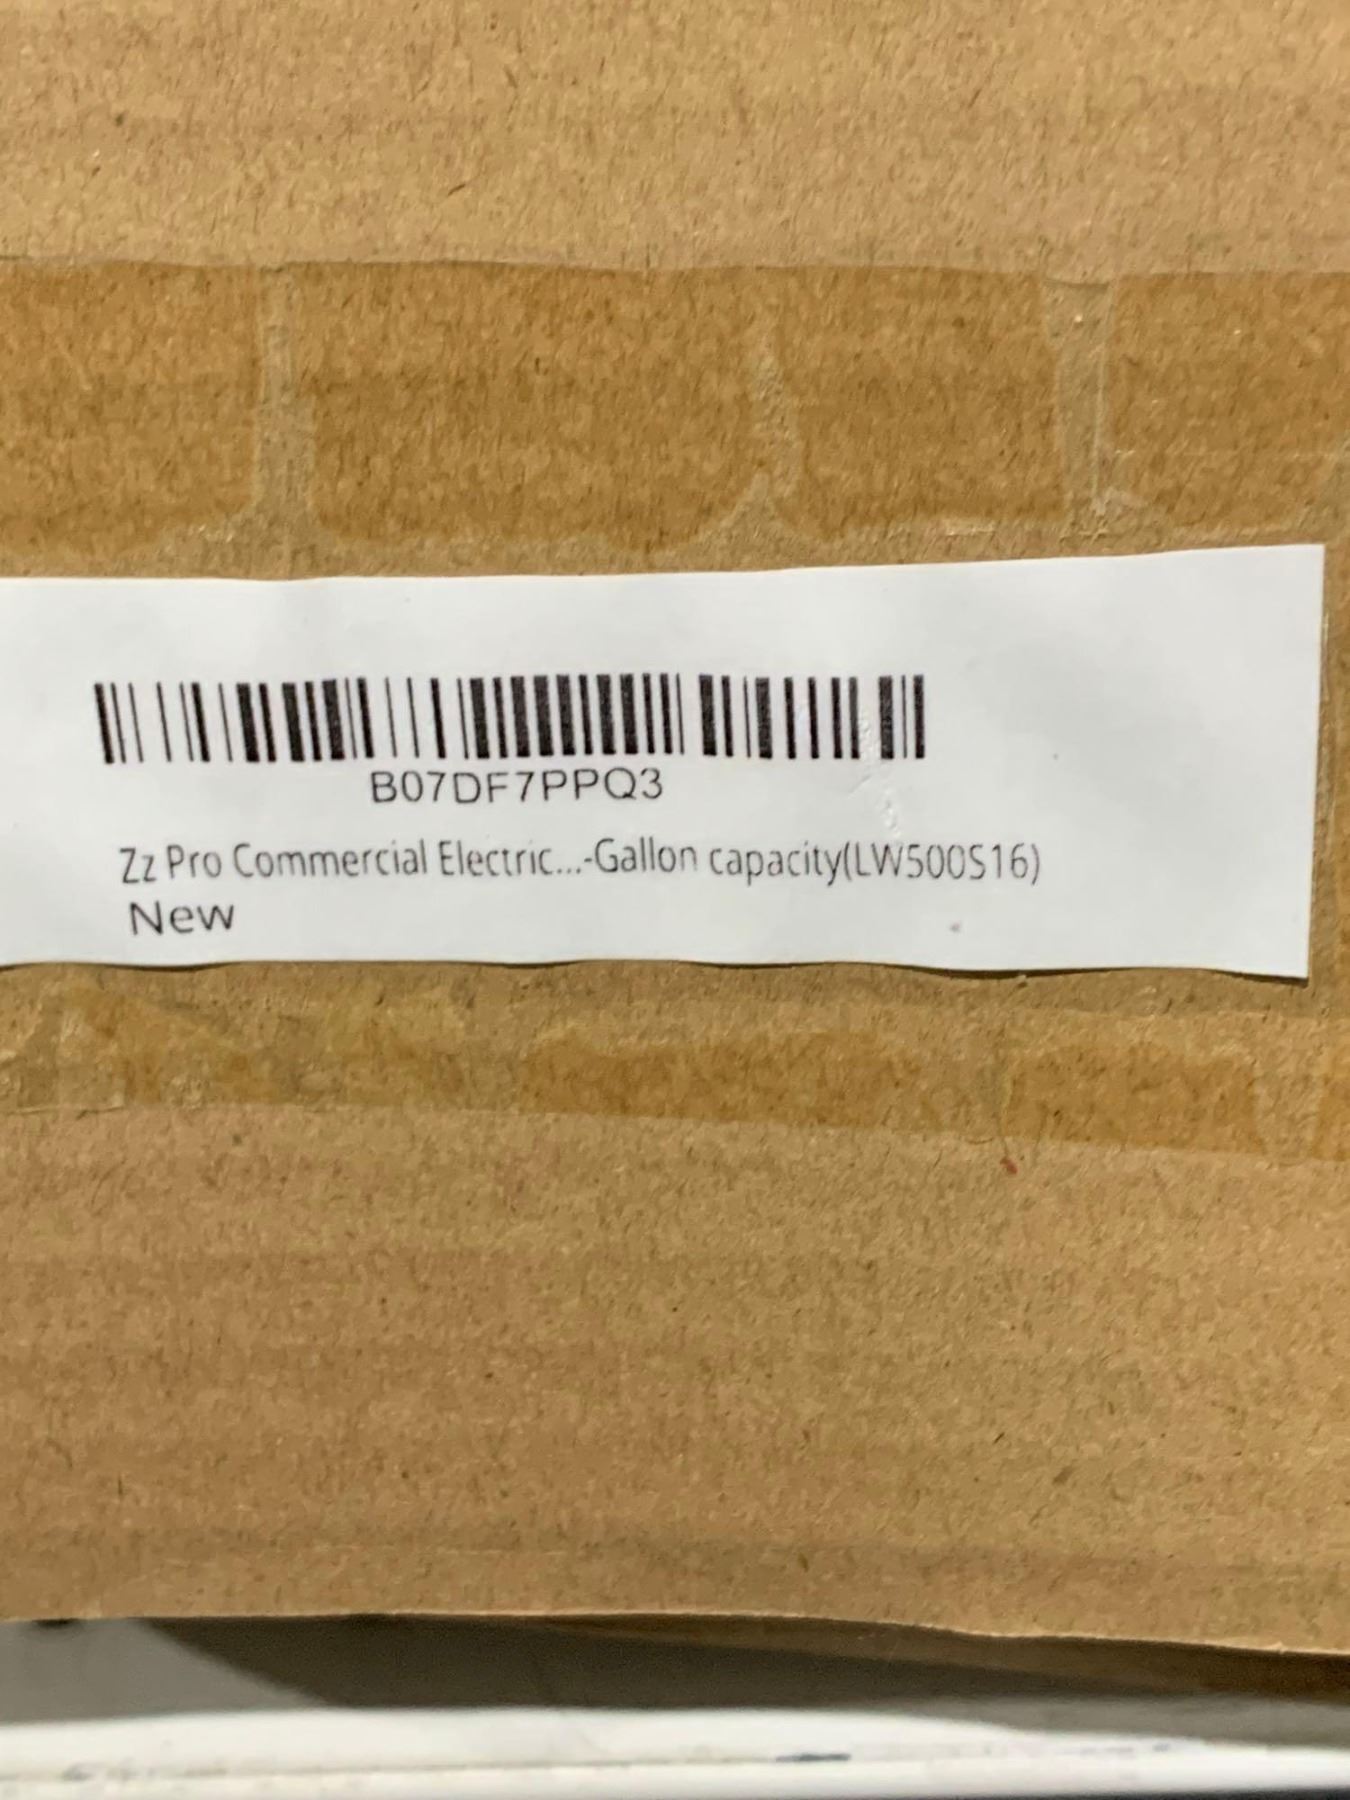 B07DF7PPQ3
Zz Pro Commercial Electric...-Gallon capacity(LW500S16)
New